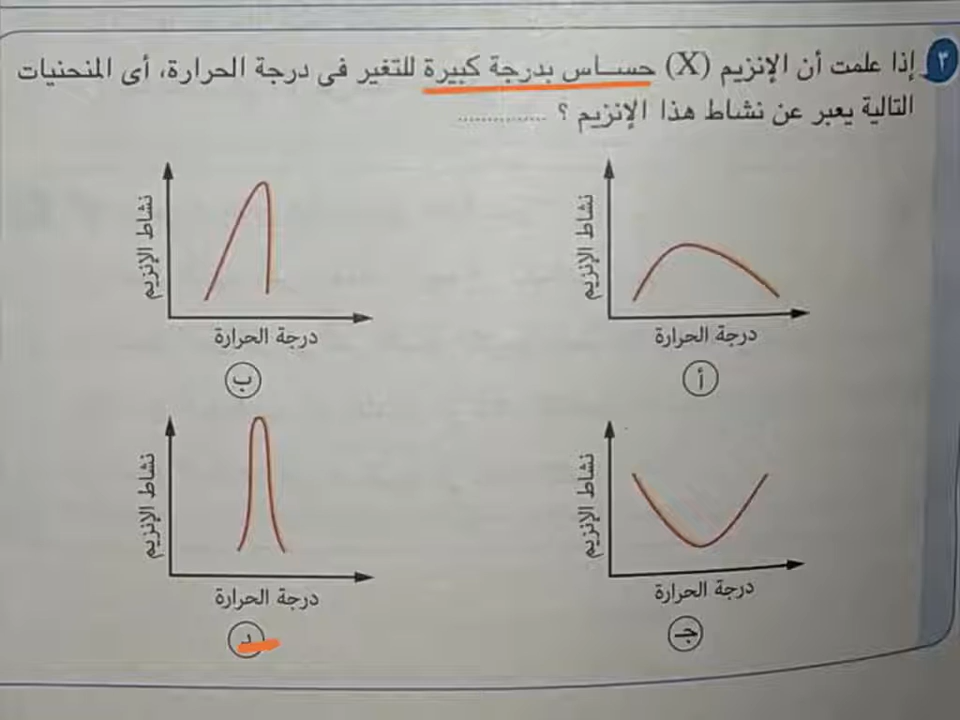 ٣ إذا علمت أن الإنزيم (X) حساس بدرجة كبيرة للتغير فى درجة الحرارة، أى المنحنيات
التالية يعبر عن نشاط هذا الإنزيم ؟ ..............
نشاط الإنزيم
درجة الحرارة
أ
نشاط الإنزيم
درجة الحرارة
ب
نشاط الإنزيم
درجة الحرارة
جـ
نشاط الإنزيم
درجة الحرارة
د